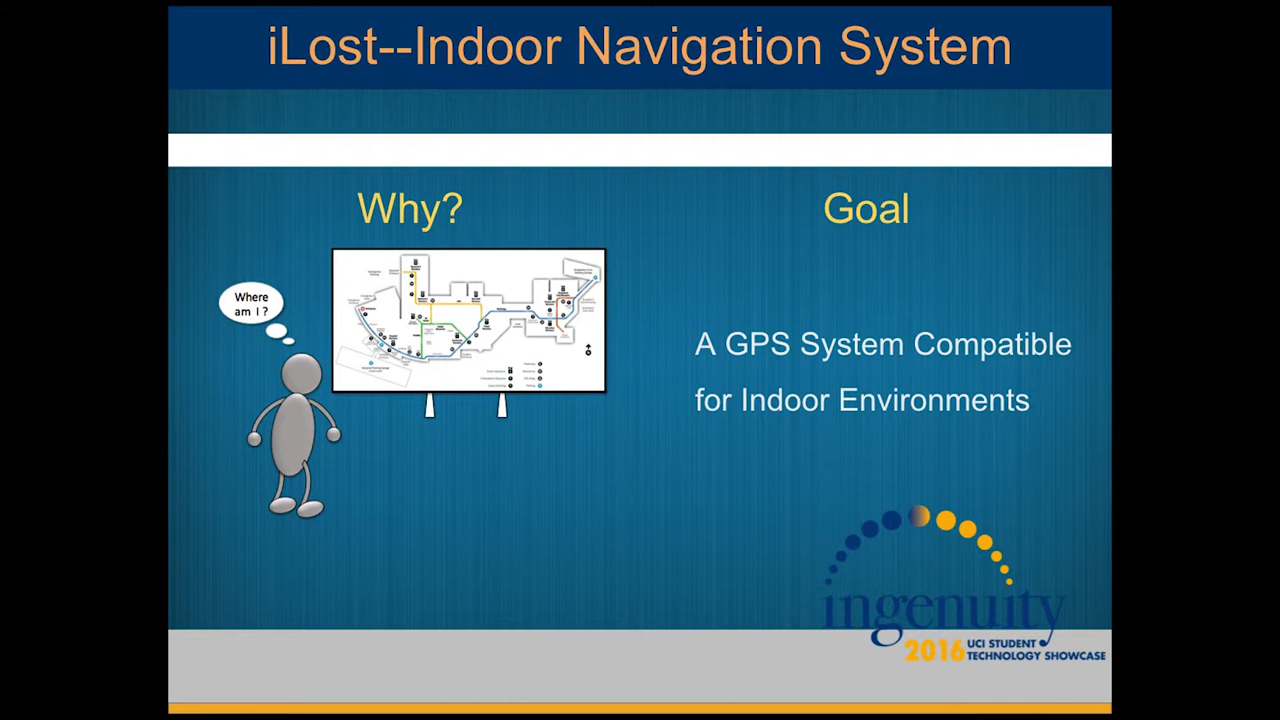 iLost--Indoor Navigation System
Why?
Goal
Where
am I ?
A GPS System Compatible
for Indoor Environments
ingenuity
2016 UCI STUDENT
TECHNOLOGY SHOWCASE